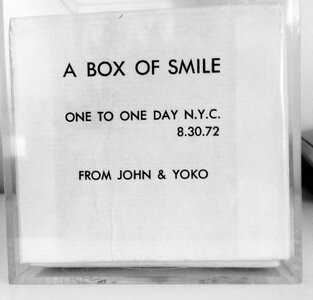 A BOX OF SMILE
ONE TO ONE DAY N.Y.C.
8.30.72
FROM JOHN & YOKO